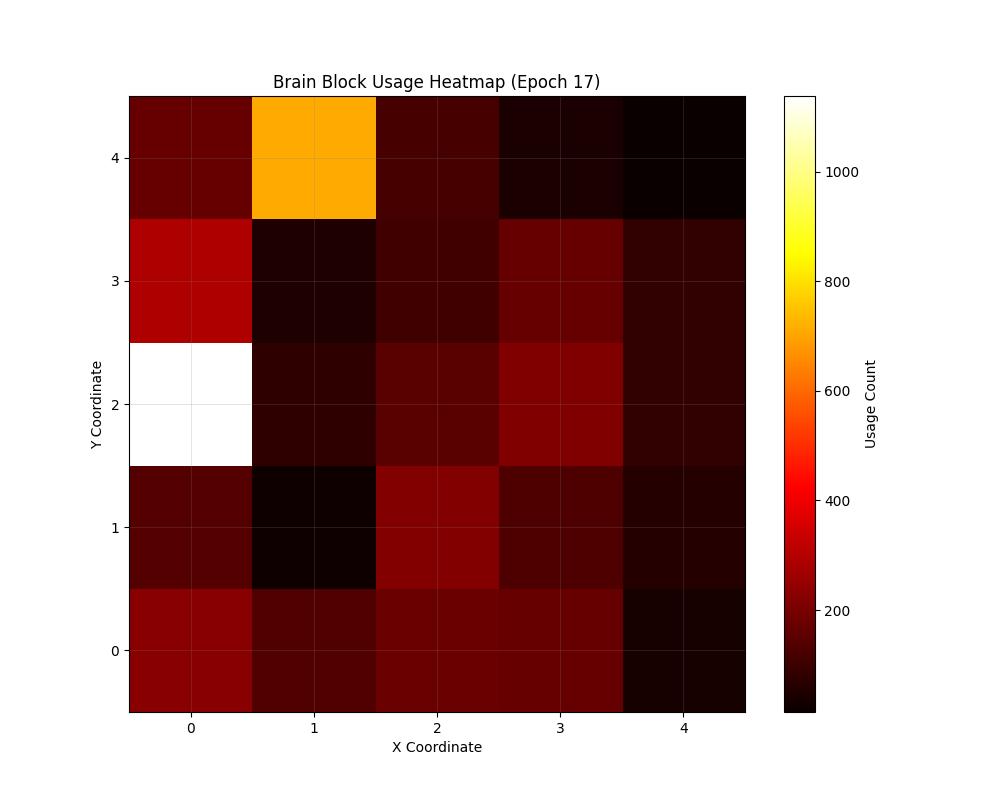 Brain Block Usage Heatmap (Epoch 17)
Y Coordinate
4
3
2
1
0
0 1 2 3 4
X Coordinate
1000
800
600
400
200
Usage Count